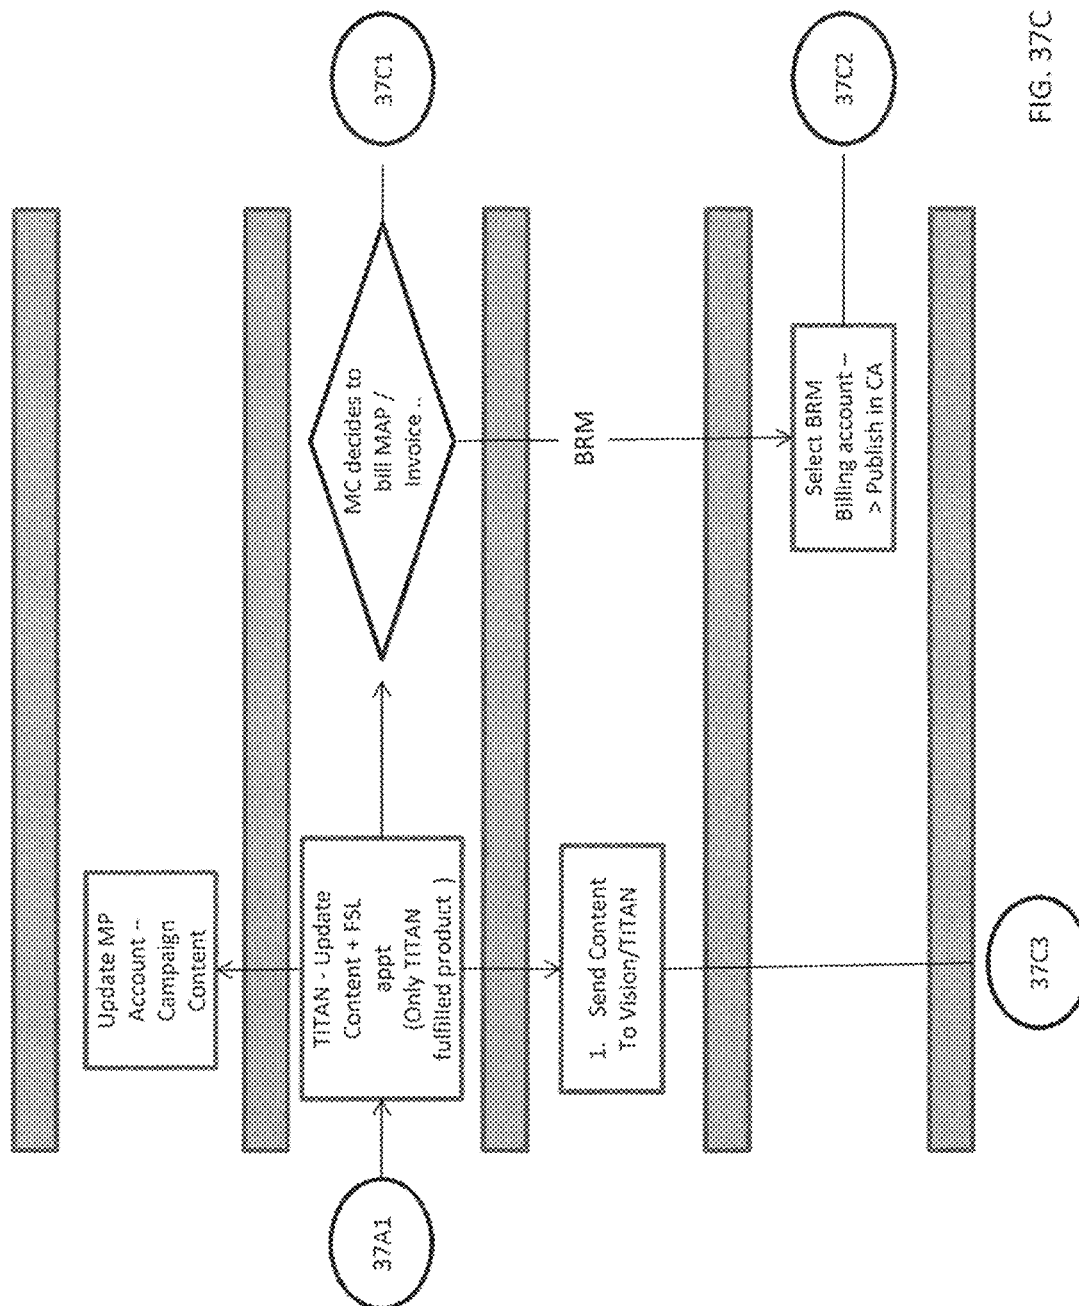 37A1
Update MP
Account –
Campaign
Content
TITAN - Update
Content + FSL
appt
(Only TITAN
fulfilled product )
1. Send Content
To Vision/TITAN
37C3
MC decides to
bill MAP /
Invoice ..
BRM
Select BRM
Billing account –
> Publish in CA
37C1
37C2
FIG. 37C